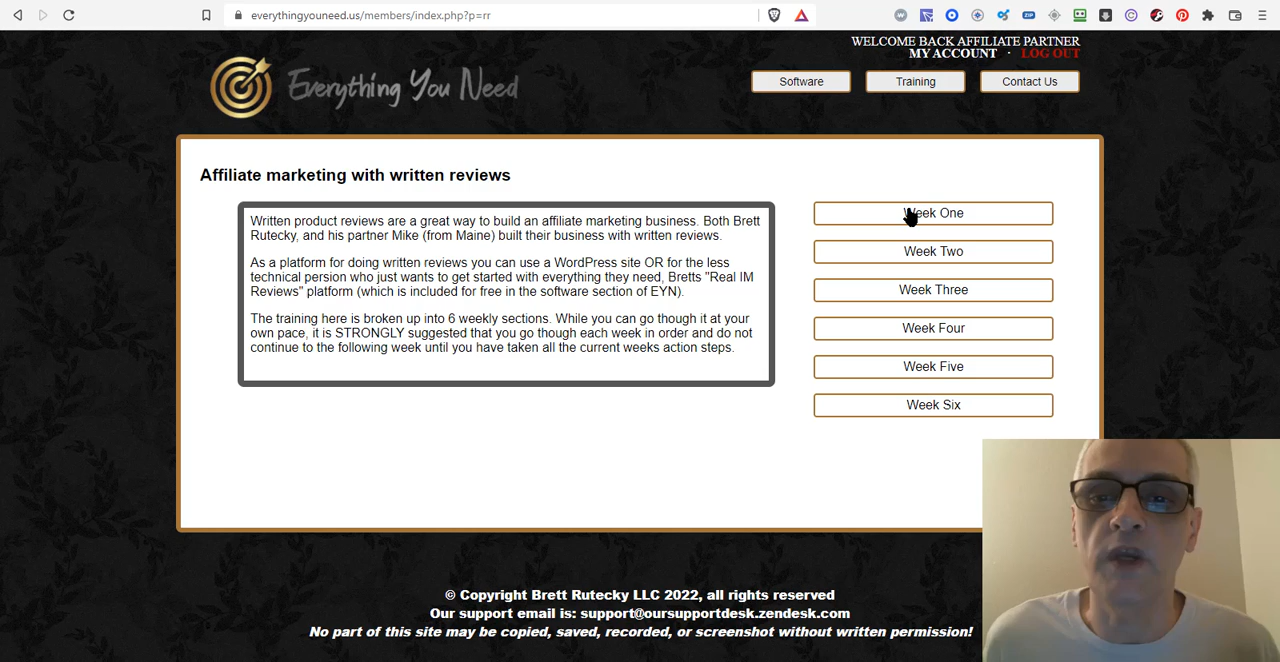 everythingyouneed.us/members/index.php?p=rr
ZIP
WELCOME BACK AFFILIATE PARTNER
MY ACCOUNT · LOG OUT
Everything You Need
Software
Training
Contact Us
Affiliate marketing with written reviews
Written product reviews are a great way to build an affiliate marketing business. Both Brett
Rutecky, and his partner Mike (from Maine) built their business with written reviews.
As a platform for doing written reviews you can use a WordPress site OR for the less
technical persion who just wants to get started with everything they need, Bretts "Real IM
Reviews" platform (which is included for free in the software section of EYN).
The training here is broken up into 6 weekly sections. While you can go though it at your
own pace, it is STRONGLY suggested that you go though each week in order and do not
continue to the following week until you have taken all the current weeks action steps.
Week One
Week Two
Week Three
Week Four
Week Five
Week Six
© Copyright Brett Rutecky LLC 2022, all rights reserved
Our support email is: support@oursupportdesk.zendesk.com
No part of this site may be copied, saved, recorded, or screenshot without written permission!